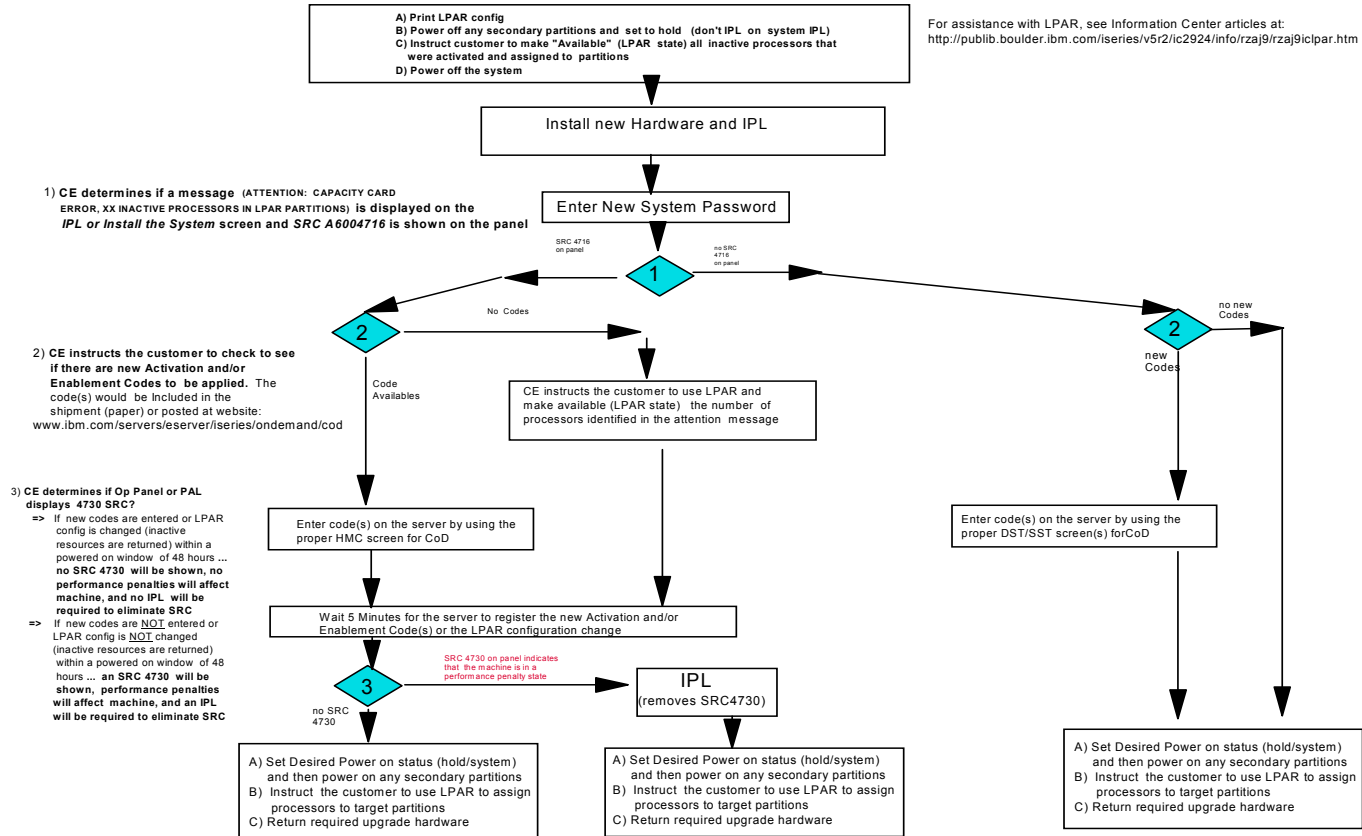 A) Print LPAR config
B) Power off any secondary partitions and set to hold (don't IPL on system IPL)
C) Instruct customer to make "Available" (LPAR state) all inactive processors that
were activated and assigned to partitions
D) Power off the system
For assistance with LPAR, see Information Center articles at:
http://publib.boulder.ibm.com/iseries/v5r2/ic2924/info/rzaj9/rzaj9iclpar.htm
Install new Hardware and IPL
1) CE determines if a message (ATTENTION: CAPACITY CARD
ERROR, XX INACTIVE PROCESSORS IN LPAR PARTITIONS) is displayed on the
IPL or Install the System screen and SRC A6004716 is shown on the panel
Enter New System Password
SRC 4716
on panel
1
no SRC
4716
on panel
2
No Codes
Code
Availables
2
no new
Codes
new
Codes
2) CE instructs the customer to check to see
if there are new Activation and/or
Enablement Codes to be applied. The
code(s) would be Included in the
shipment (paper) or posted at website:
www.ibm.com/servers/eserver/iseries/ondemand/cod
CE instructs the customer to use LPAR and
make available (LPAR state) the number of
processors identified in the attention message
3) CE determines if Op Panel or PAL
displays 4730 SRC?
=> If new codes are entered or LPAR
config is changed (inactive
resources are returned) within a
powered on window of 48 hours ...
no SRC 4730 will be shown, no
performance penalties will affect
machine, and no IPL will be
required to eliminate SRC
=> If new codes are NOT entered or
LPAR config is NOT changed
(inactive resources are returned)
within a powered on window of 48
hours ... an SRC 4730 will be
shown, performance penalties
will affect machine, and an IPL
will be required to eliminate SRC
Enter code(s) on the server by using the
proper HMC screen for CoD
Enter code(s) on the server by using the
proper DST/SST screen(s) forCoD
Wait 5 Minutes for the server to register the new Activation and/or
Enablement Code(s) or the LPAR configuration change
3
SRC 4730 on panel indicates
that the machine is in a
performance penalty state
no SRC
4730
IPL
(removes SRC4730)
A) Set Desired Power on status (hold/system)
and then power on any secondary partitions
B) Instruct the customer to use LPAR to assign
processors to target partitions
C) Return required upgrade hardware
A) Set Desired Power on status (hold/system)
and then power on any secondary partitions
B) Instruct the customer to use LPAR to assign
processors to target partitions
C) Return required upgrade hardware
A) Set Desired Power on status (hold/system)
and then power on any secondary partitions
B) Instruct the customer to use LPAR to assign
processors to target partitions
C) Return required upgrade hardware